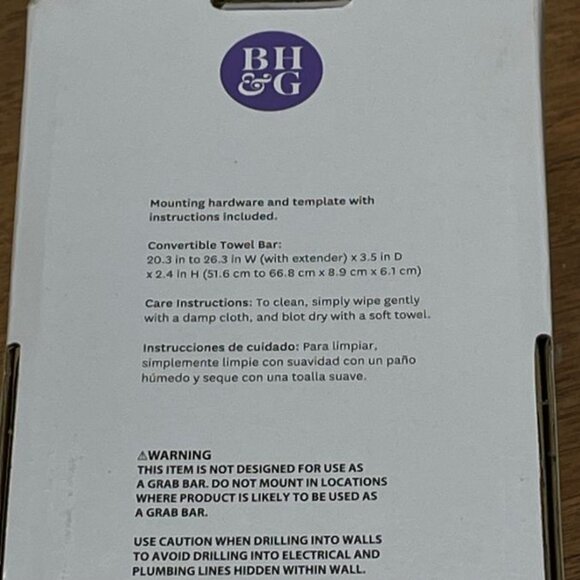 BH
&G
Mounting hardware and template with
instructions included.
Convertible Towel Bar:
20.3 in to 26.3 in W (with extender) x 3.5 in D
x 2.4 in H (51.6 cm to 66.8 cm x 8.9 cm x 6.1 cm)
Care Instructions: To clean, simply wipe gently
with a damp cloth, and blot dry with a soft towel.
Instrucciones de cuidado: Para limpiar,
simplemente limpie con suavidad con un paño
húmedo y seque con una toalla suave.
⚠WARNING
THIS ITEM IS NOT DESIGNED FOR USE AS
A GRAB BAR. DO NOT MOUNT IN LOCATIONS
WHERE PRODUCT IS LIKELY TO BE USED AS
A GRAB BAR.
USE CAUTION WHEN DRILLING INTO WALLS
TO AVOID DRILLING INTO ELECTRICAL AND
PLUMBING LINES HIDDEN WITHIN WALL.